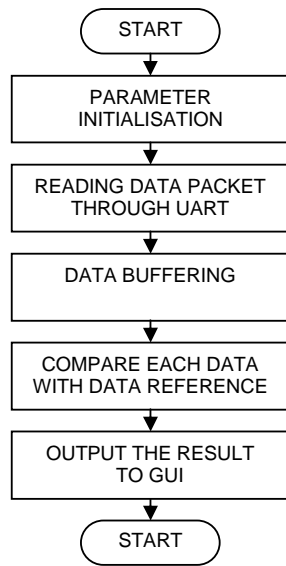 START
PARAMETER
INITIALISATION
READING DATA PACKET
THROUGH UART
DATA BUFFERING
COMPARE EACH DATA
WITH DATA REFERENCE
OUTPUT THE RESULT
TO GUI
START